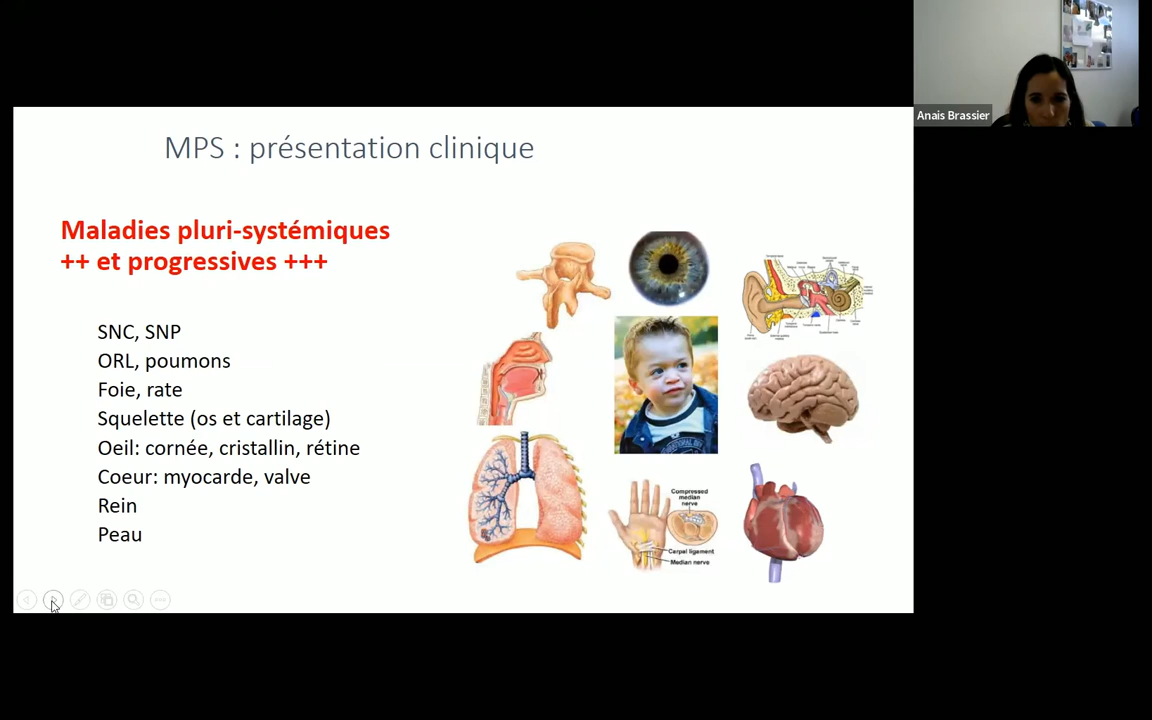 Anais Brassier
MPS : présentation clinique
Maladies pluri-systémiques
++ et progressives +++
SNC, SNP
ORL, poumons
Foie, rate
Squelette (os et cartilage)
Oeil: cornée, cristallin, rétine
Coeur: myocarde, valve
Rein
Peau
Compressed
median
nerve
Carpal ligament
Median nerve